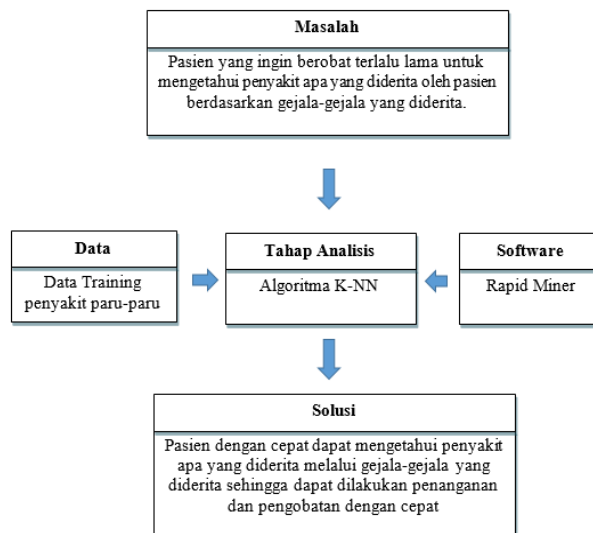 Masalah
Pasien yang ingin berobat terlalu lama untuk
mengetahui penyakit apa yang diderita oleh pasien
berdasarkan gejala-gejala yang diderita.
Data
Data Training
penyakit paru-paru
Tahap Analisis
Algoritma K-NN
Software
Rapid Miner
Solusi
Pasien dengan cepat dapat mengetahui penyakit
apa yang diderita melalui gejala-gejala yang
diderita sehingga dapat dilakukan penanganan
dan pengobatan dengan cepat